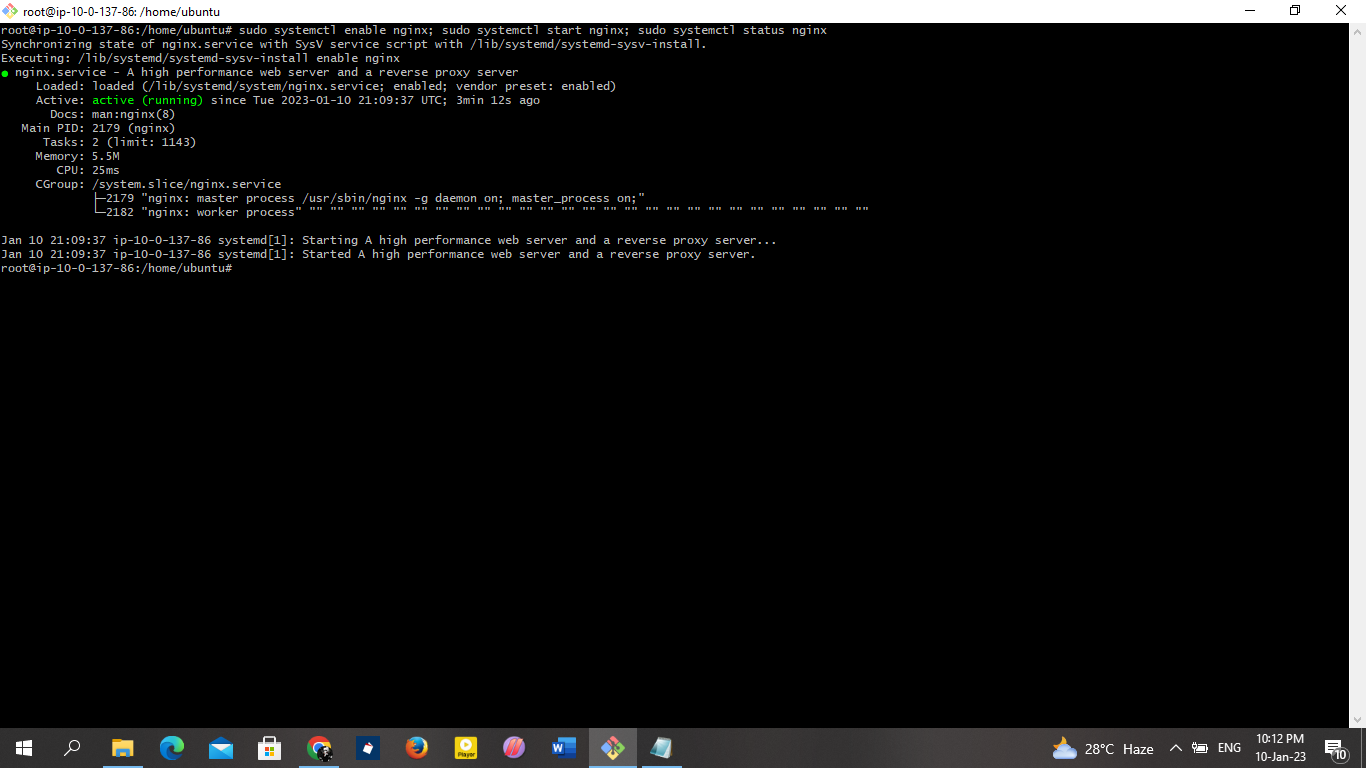 root@ip-10-0-137-86: /home/ubuntu
root@ip-10-0-137-86:/home/ubuntu# sudo systemctl enable nginx; sudo systemctl start nginx; sudo systemctl status nginx
Synchronizing state of nginx.service with SysV service script with /lib/systemd/systemd-sysv-install.
Executing: /lib/systemd/systemd-sysv-install enable nginx
● nginx.service - A high performance web server and a reverse proxy server
Loaded: loaded (/lib/systemd/system/nginx.service; enabled; vendor preset: enabled)
Active: active (running) since Tue 2023-01-10 21:09:37 UTC; 3min 12s ago
Docs: man:nginx(8)
Main PID: 2179 (nginx)
Tasks: 2 (limit: 1143)
Memory: 5.5M
CPU: 25ms
CGroup: /system.slice/nginx.service
├─2179 "nginx: master process /usr/sbin/nginx -g daemon on; master_process on;"
└─2182 "nginx: worker process" "" "" "" "" "" "" "" "" "" "" "" "" "" "" "" "" "" "" "" "" "" "" "" "" "" "" ""
Jan 10 21:09:37 ip-10-0-137-86 systemd[1]: Starting A high performance web server and a reverse proxy server...
Jan 10 21:09:37 ip-10-0-137-86 systemd[1]: Started A high performance web server and a reverse proxy server.
root@ip-10-0-137-86:/home/ubuntu#
Player
W
28°C Haze
ENG
10:12 PM
10-Jan-23
10